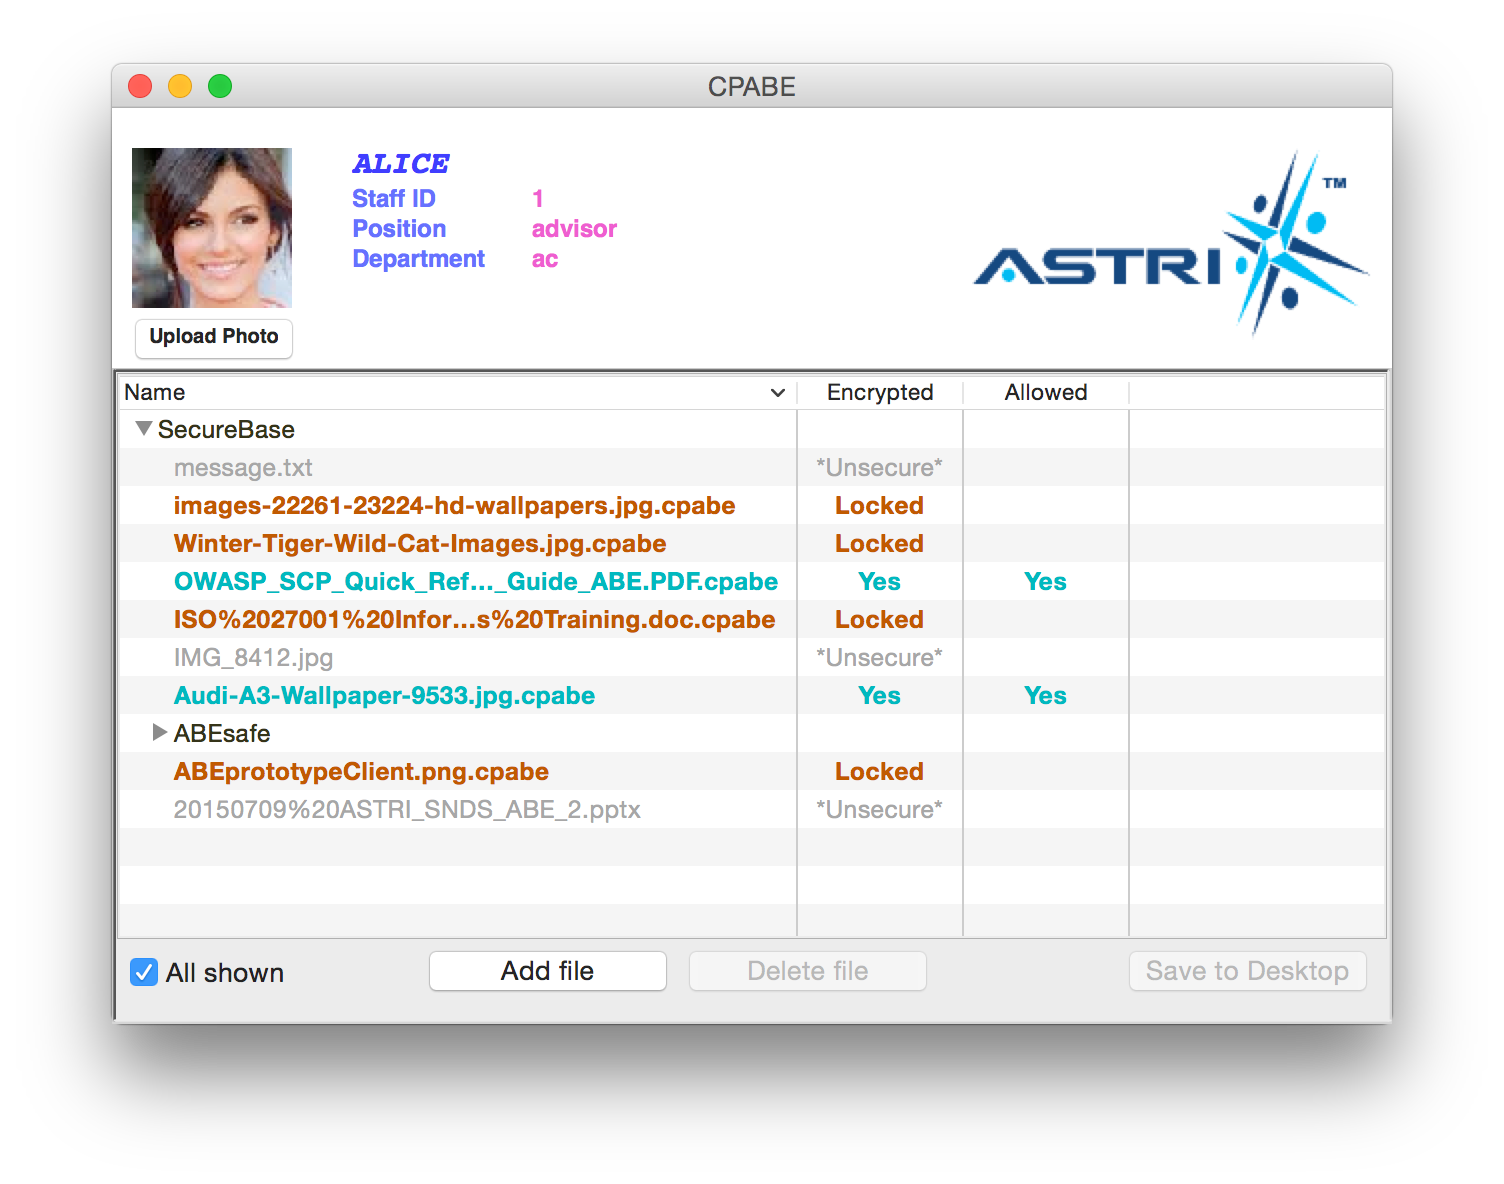 CPABE
ALICE
Staff ID 1
Position advisor
Department ac
ASTRI TM
Upload Photo
Name Encrypted Allowed
SecureBase
message.txt *Unsecure*
images-22261-23224-hd-wallpapers.jpg.cpabe Locked
Winter-Tiger-Wild-Cat-Images.jpg.cpabe Locked
OWASP_SCP_Quick_Ref..._Guide_ABE.PDF.cpabe Yes Yes
ISO%2027001%20Infor...s%20Training.doc.cpabe Locked
IMG_8412.jpg *Unsecure*
Audi-A3-Wallpaper-9533.jpg.cpabe Yes Yes
ABEsafe
ABEprototypeClient.png.cpabe Locked
20150709%20ASTRI_SNDS_ABE_2.pptx *Unsecure*
All shown Add file Delete file Save to Desktop